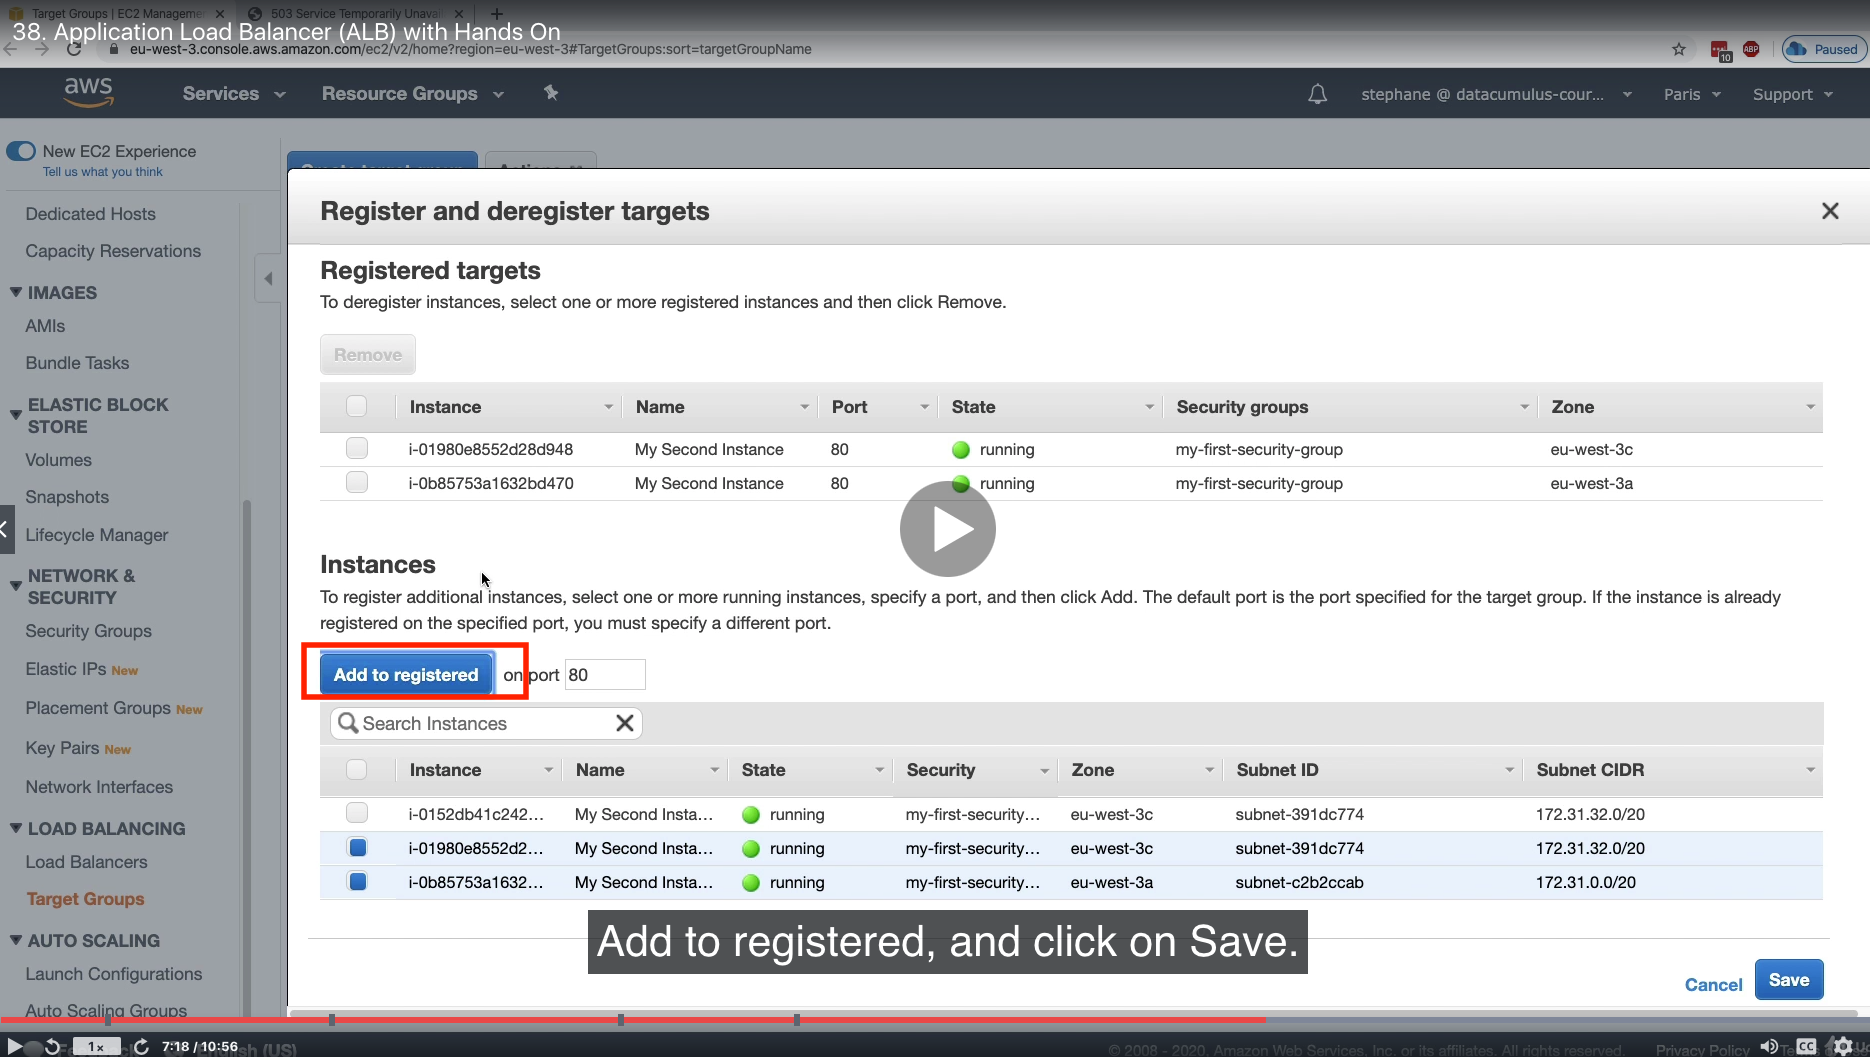 Target Groups | EC2 Managemen
503 Service Temporarily Unavai
38. Application Load Balancer (ALB) with Hands On
eu-west-3.console.aws.amazon.com/ec2/v2/home?region=eu-west-3#TargetGroups:sort=targetGroupName
10
ABP
Paused
aws
Services
Resource Groups
stephane @ datacumulus-cour...
Paris
Support
New EC2 Experience
Tell us what you think
Create target group
Actions
Dedicated Hosts
Capacity Reservations
IMAGES
AMIs
Bundle Tasks
ELASTIC BLOCK
STORE
Volumes
Snapshots
Lifecycle Manager
NETWORK &
SECURITY
Security Groups
Elastic IPs New
Placement Groups New
Key Pairs New
Network Interfaces
LOAD BALANCING
Load Balancers
Target Groups
AUTO SCALING
Launch Configurations
Auto Scaling Groups
Register and deregister targets
Registered targets
To deregister instances, select one or more registered instances and then click Remove.
Remove
Instance Name Port State Security groups Zone
i-01980e8552d28d948 My Second Instance 80 running my-first-security-group eu-west-3c
i-0b85753a1632bd470 My Second Instance 80 running my-first-security-group eu-west-3a
Instances
To register additional instances, select one or more running instances, specify a port, and then click Add. The default port is the port specified for the target group. If the instance is already
registered on the specified port, you must specify a different port.
Add to registered on port 80
Search Instances
Instance Name State Security Zone Subnet ID Subnet CIDR
i-0152db41c242... My Second Insta... running my-first-security... eu-west-3c subnet-391dc774 172.31.32.0/20
i-01980e8552d2... My Second Insta... running my-first-security... eu-west-3c subnet-391dc774 172.31.32.0/20
i-0b85753a1632... My Second Insta... running my-first-security... eu-west-3a subnet-c2b2ccab 172.31.0.0/20
Add to registered, and click on Save.
Cancel
Save
1x
7:18 / 10:56
English (US)
© 2008 - 2020, Amazon Web Services, Inc. or its affiliates. All rights reserved.
Privacy Policy
CC